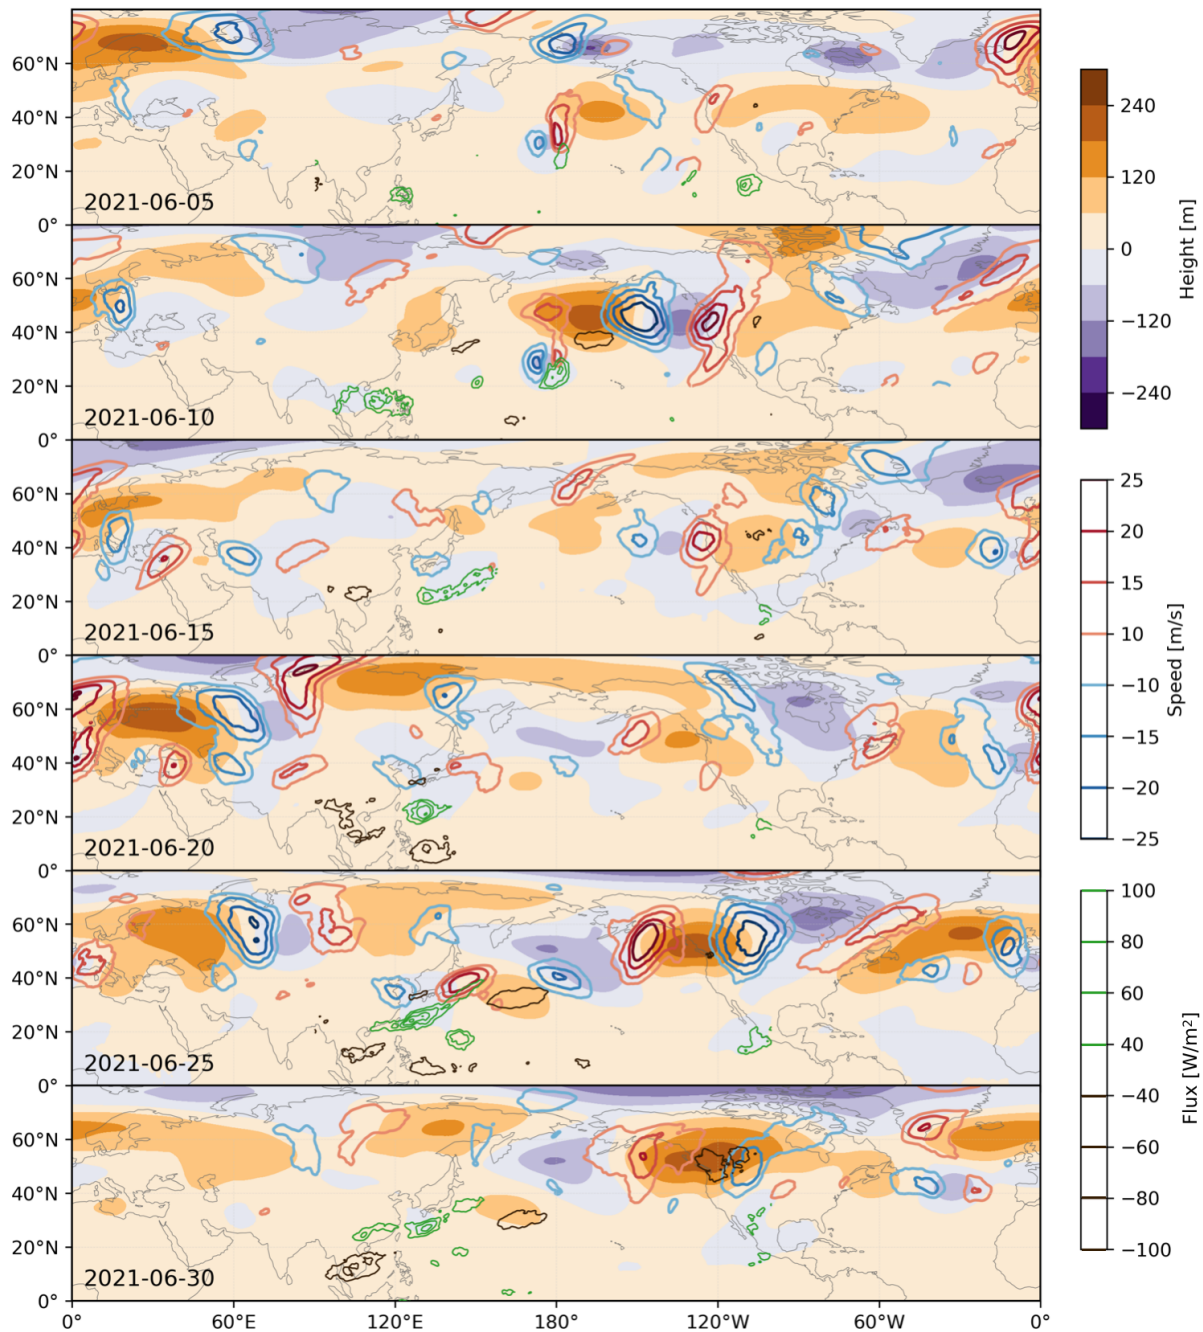 60°N
40°N
20°N
0°
2021-06-05
60°N
40°N
20°N
0°
2021-06-10
60°N
40°N
20°N
0°
2021-06-15
60°N
40°N
20°N
0°
2021-06-20
60°N
40°N
20°N
0°
2021-06-25
60°N
40°N
20°N
0°
2021-06-30
0°
60°E
120°E
180°
120°W
60°W
0°
240
120
0
−120
−240
Height [m]
25
20
15
10
−10
−15
−20
−25
Speed [m/s]
100
80
60
40
−40
−60
−80
−100
Flux [W/m²]